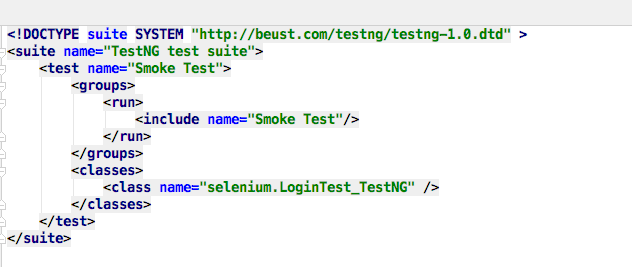 <!DOCTYPE suite SYSTEM "http://beust.com/testng/testng-1.0.dtd" >
<suite name="TestNG test suite">
    <test name="Smoke Test">
        <groups>
            <run>
                <include name="Smoke Test"/>
            </run>
        </groups>
        <classes>
            <class name="selenium.LoginTest_TestNG" />
        </classes>
    </test>
</suite>